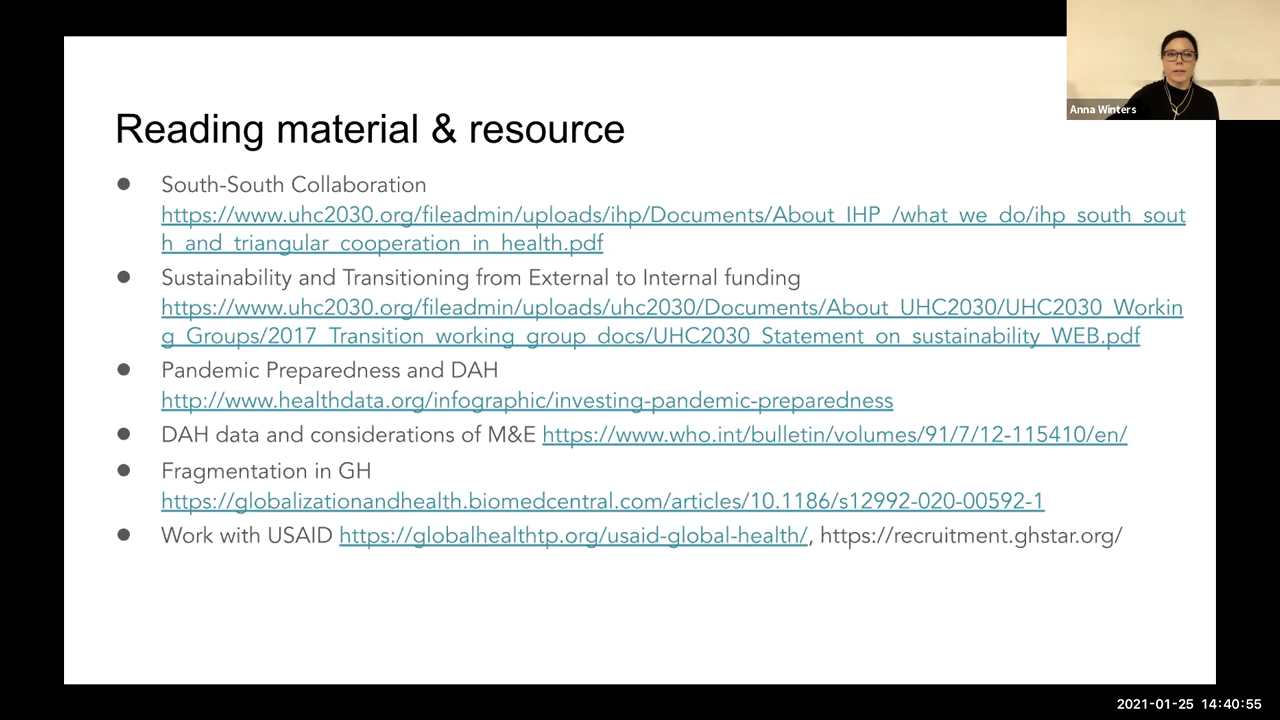 Anna Winters
Reading material & resource
● South-South Collaboration
https://www.uhc2030.org/fileadmin/uploads/ihp/Documents/About_IHP_/what_we_do/ihp_south_sout
h_and_triangular_cooperation_in_health.pdf
● Sustainability and Transitioning from External to Internal funding
https://www.uhc2030.org/fileadmin/uploads/uhc2030/Documents/About_UHC2030/UHC2030_Workin
g_Groups/2017_Transition_working_group_docs/UHC2030_Statement_on_sustainability_WEB.pdf
● Pandemic Preparedness and DAH
http://www.healthdata.org/infographic/investing-pandemic-preparedness
● DAH data and considerations of M&E https://www.who.int/bulletin/volumes/91/7/12-115410/en/
● Fragmentation in GH
https://globalizationandhealth.biomedcentral.com/articles/10.1186/s12992-020-00592-1
● Work with USAID https://globalhealthtp.org/usaid-global-health/, https://recruitment.ghstar.org/
2021-01-25 14:40:55